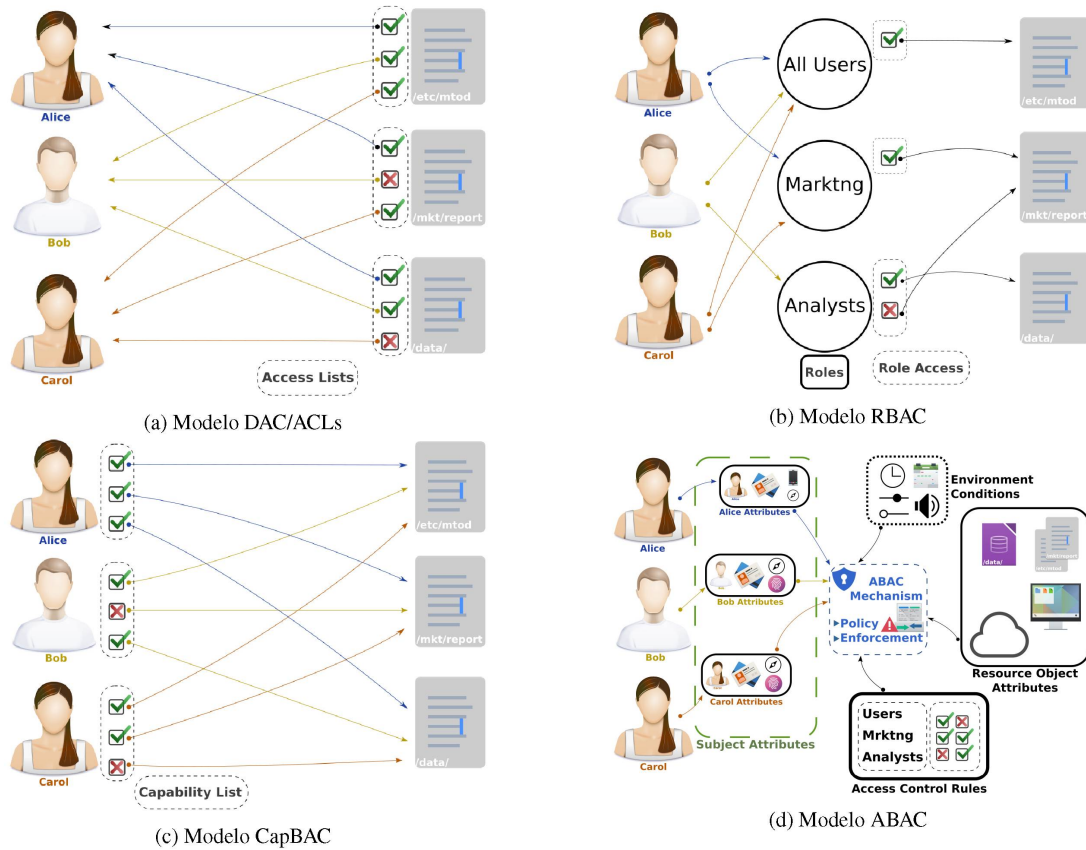 /etc/mtod
Alice
/mkt/report
Bob
/data/
Carol
Access Lists
(a) Modelo DAC/ACLs
All Users
/etc/mtod
Alice
Marktng
/mkt/report
Bob
Analysts
/data/
Carol
Roles
Role Access
(b) Modelo RBAC
/etc/mtod
Alice
/mkt/report
Bob
/data/
Carol
Capability List
(c) Modelo CapBAC
Environment
Conditions
Alice Attributes
Alice
/data/
ABAC
Mechanism
Bob Attributes
Policy
Enforcement
Bob
Resource Object
Attributes
Carol Attributes
Users
Mrktng
Analysts
Subject Attributes
Carol
Access Control Rules
(d) Modelo ABAC